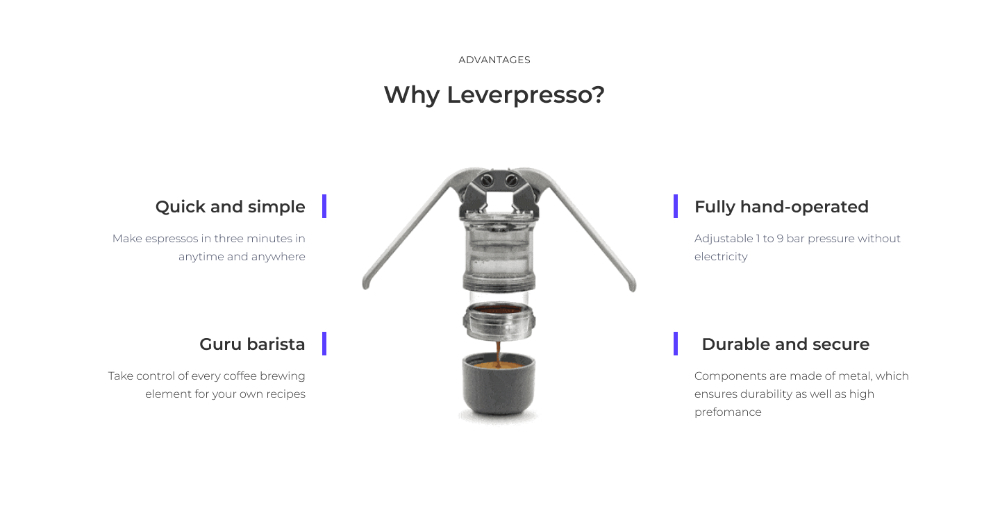 ADVANTAGES
Why Leverpresso?
Quick and simple
Make espressos in three minutes in
anytime and anywhere
Guru barista
Take control of every coffee brewing
element for your own recipes
Fully hand-operated
Adjustable 1 to 9 bar pressure without
electricity
Durable and secure
Components are made of metal, which
ensures durability as well as high
prefomance